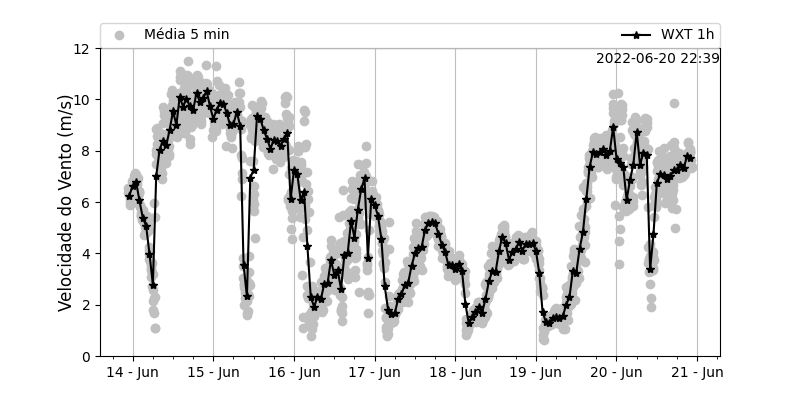 Média 5 min
WXT 1h
2022-06-20 22:39
Velocidade do Vento (m/s)
12
10
8
6
4
2
0
14 - Jun
15 - Jun
16 - Jun
17 - Jun
18 - Jun
19 - Jun
20 - Jun
21 - Jun